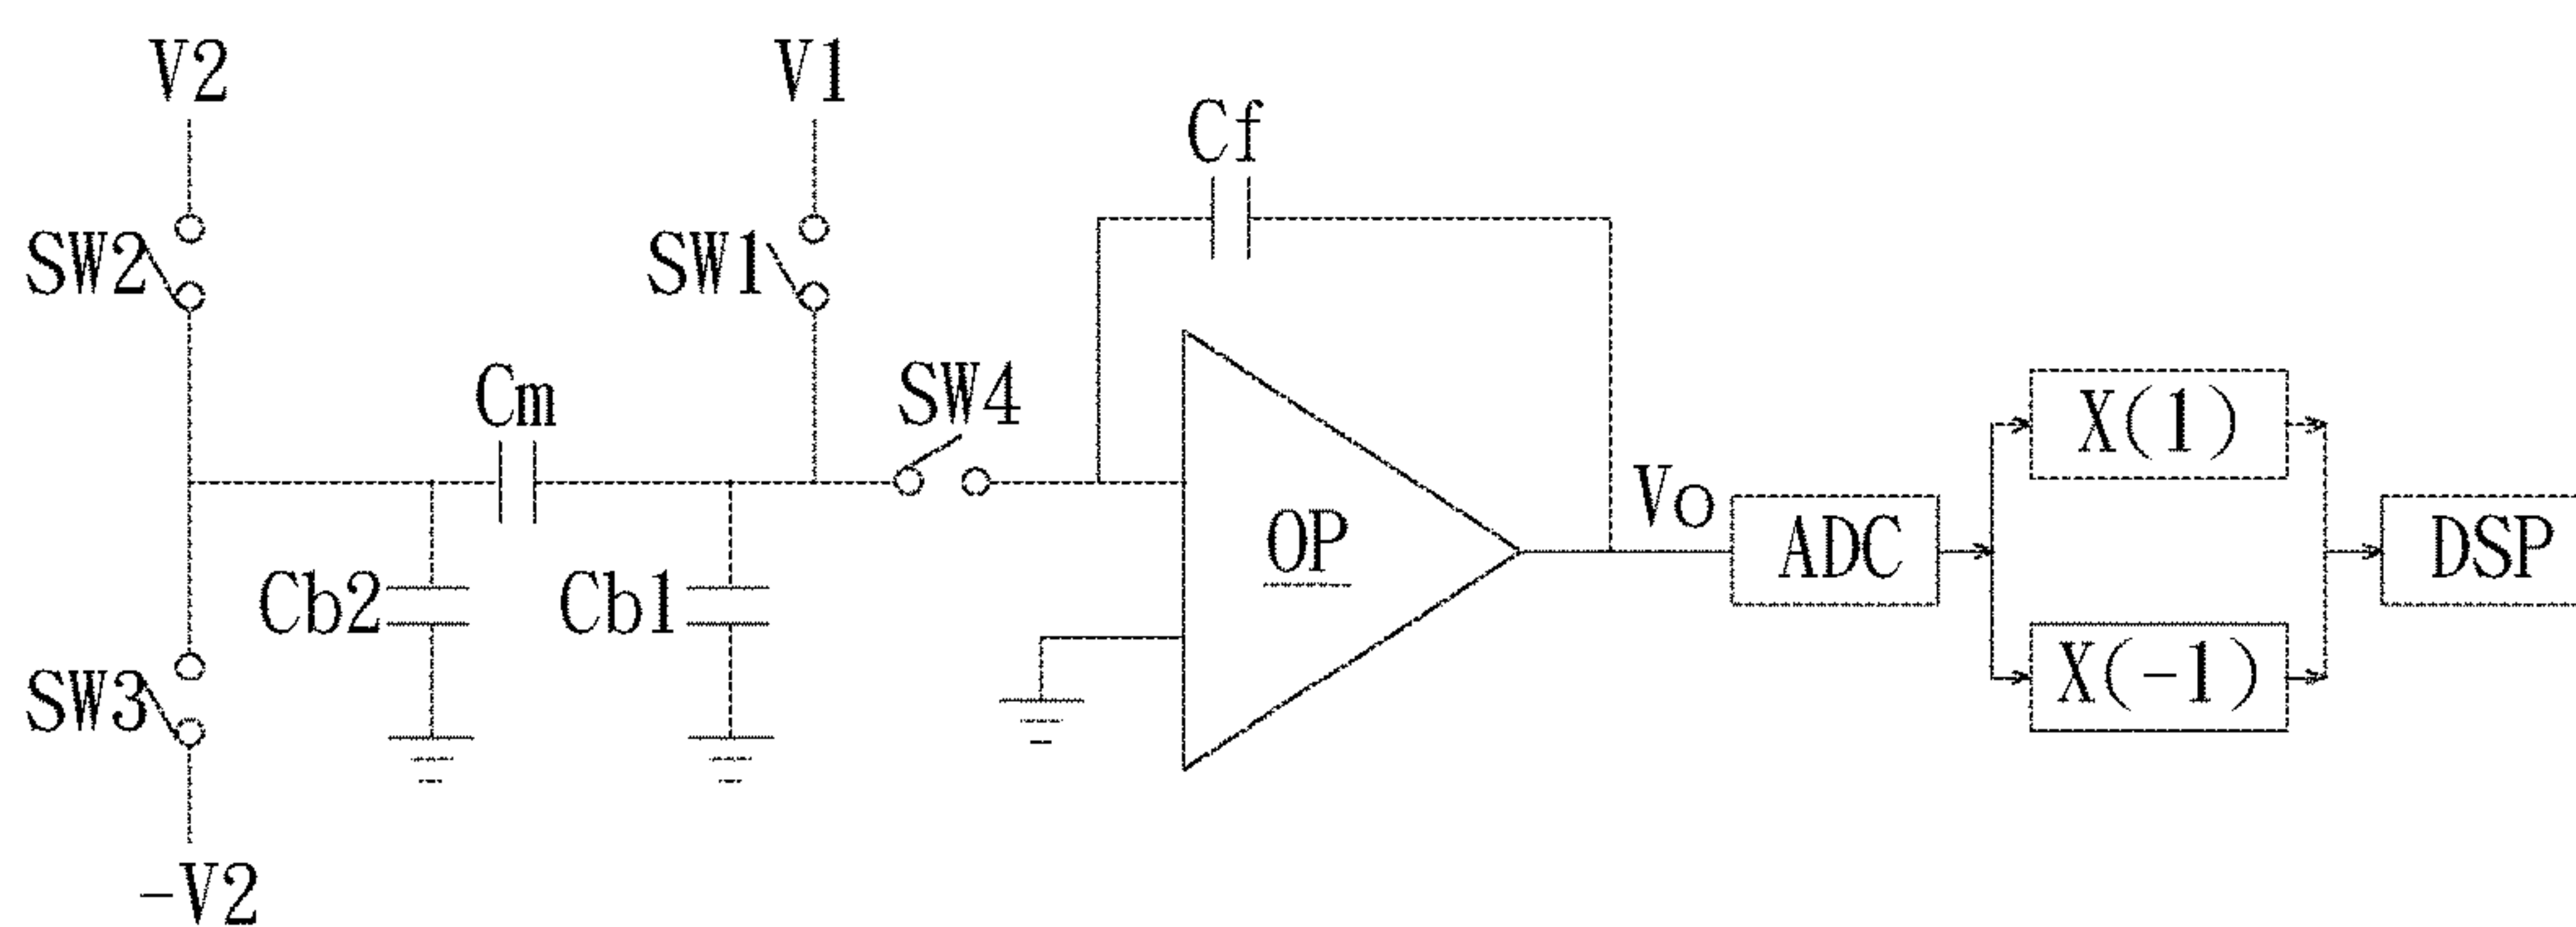 V2
V1
Cf
SW2
SW1
Cm
SW4
X(1)
Vo
OP
ADC
DSP
Cb2
Cb1
SW3
X(-1)
-V2